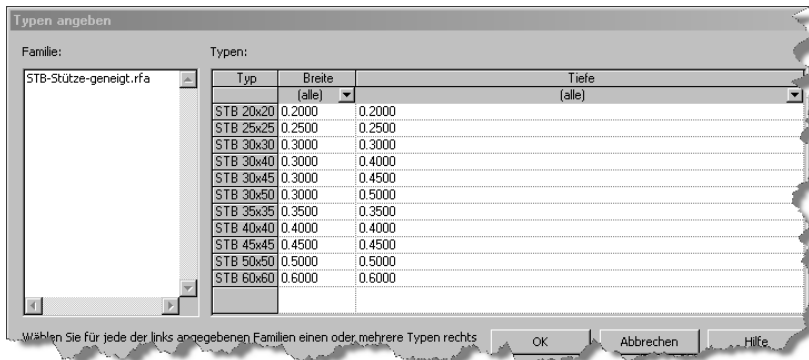 Typen angeben
Familie: Typen:
STB-Stütze-geneigt.rfa
Typ Breite Tiefe
(alle) (alle)
STB 20x20 0.2000 0.2000
STB 25x25 0.2500 0.2500
STB 30x30 0.3000 0.3000
STB 30x40 0.3000 0.4000
STB 30x45 0.3000 0.4500
STB 30x50 0.3000 0.5000
STB 35x35 0.3500 0.3500
STB 40x40 0.4000 0.4000
STB 45x45 0.4500 0.4500
STB 50x50 0.5000 0.5000
STB 60x60 0.6000 0.6000
Wählen Sie für jede der links angegebenen Familien einen oder mehrere Typen rechts
OK Abbrechen Hilfe